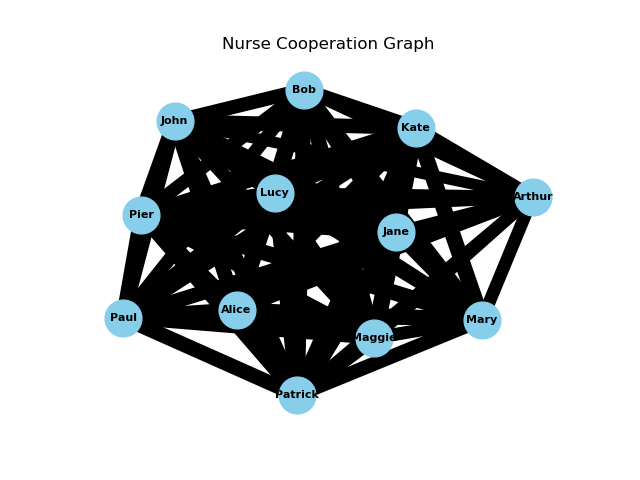 Nurse Cooperation Graph
Bob
John
Kate
Lucy
Arthur
Pier
Jane
Alice
Paul
Mary
Maggie
Patrick